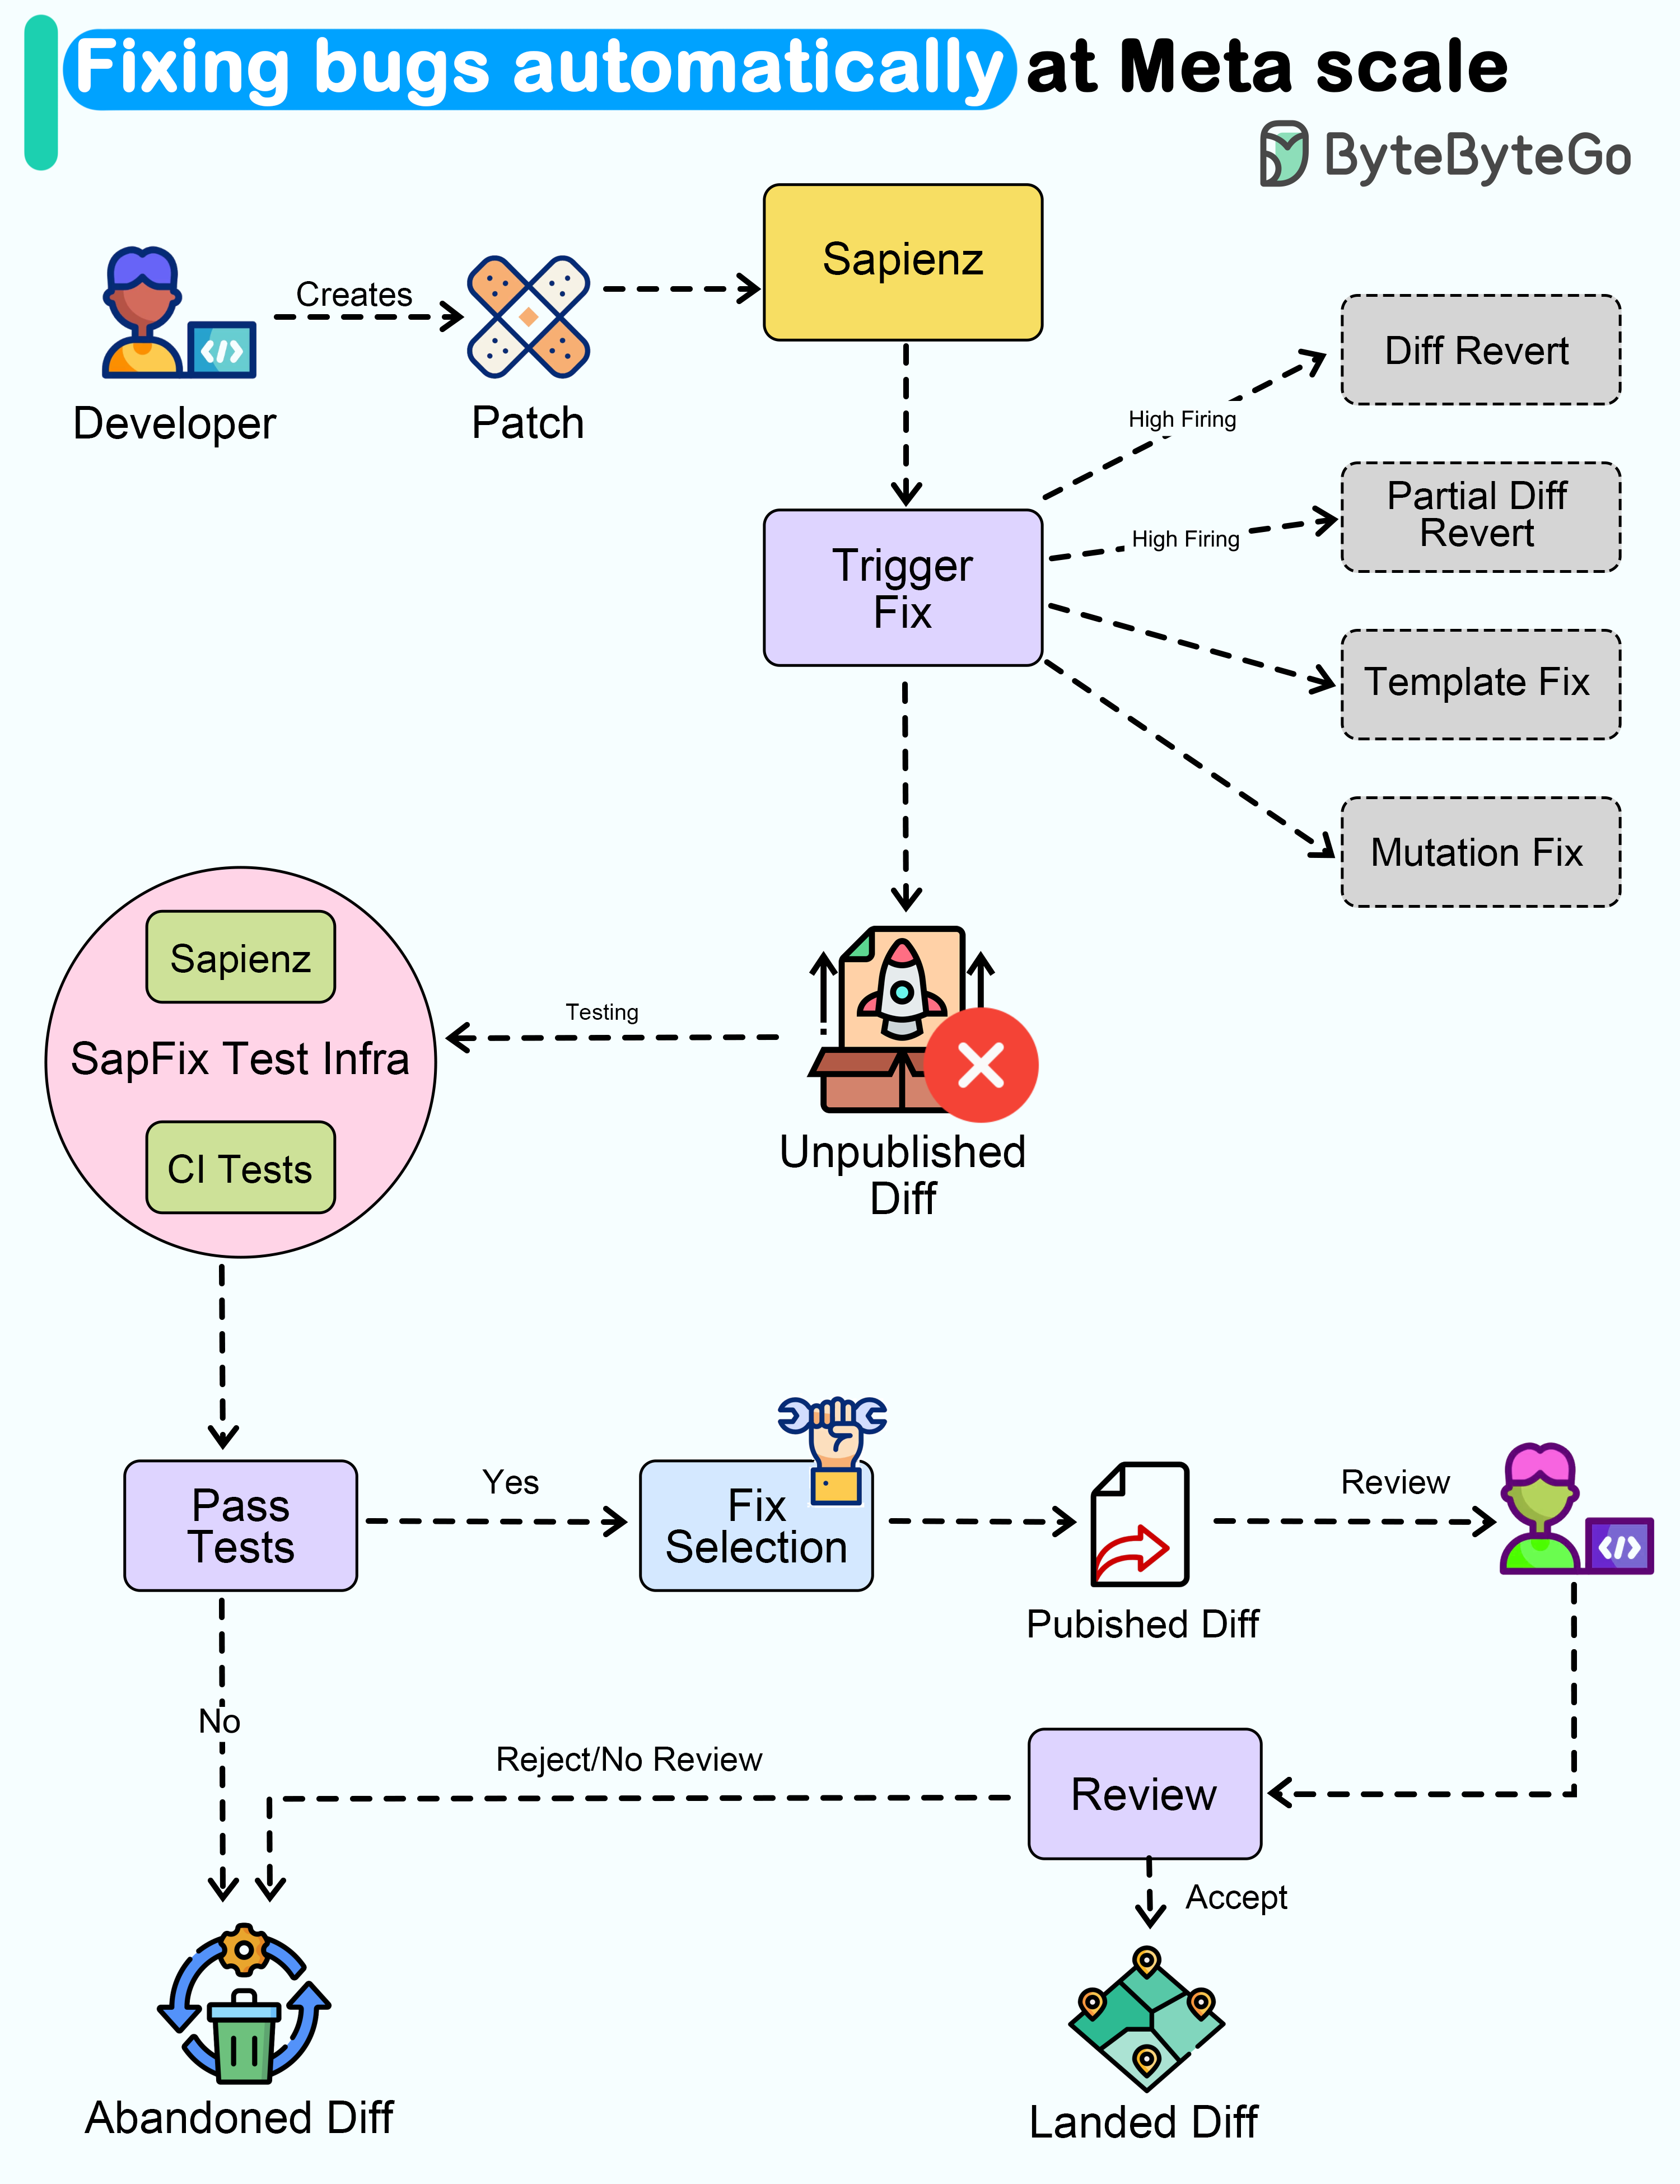 Fixing bugs automatically at Meta scale
ByteByteGo
Sapienz
Creates
Developer
Patch
Diff Revert
High Firing
Partial Diff
Revert
High Firing
Trigger
Fix
Template Fix
Mutation Fix
Sapienz
SapFix Test Infra
CI Tests
Testing
Unpublished
Diff
Pass
Tests
Yes
Fix
Selection
Pubished Diff
Review
No
Reject/No Review
Review
Accept
Abandoned Diff
Landed Diff